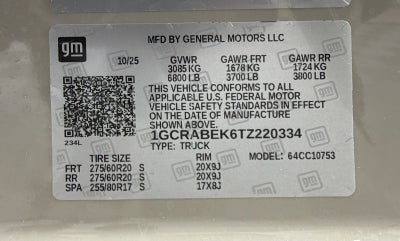 gm
MFD BY GENERAL MOTORS LLC
10/25 GVWR GAWR FRT GAWR RR
3085 KG 1678 KG 1724 KG
6800 LB 3700 LB 3800 LB
THIS VEHICLE CONFORMS TO ALL
APPLICABLE U.S. FEDERAL MOTOR
VEHICLE SAFETY STANDARDS IN EFFECT
ON THE DATE OF MANUFACTURE
SHOWN ABOVE.
1GCRABEK6TZ220334
234L
TYPE: TRUCK
TIRE SIZE RIM MODEL: 64CC10753
FRT 275/60R20 S 20X9J
RR 275/60R20 S 20X9J
SPA 255/80R17 S 17X8J